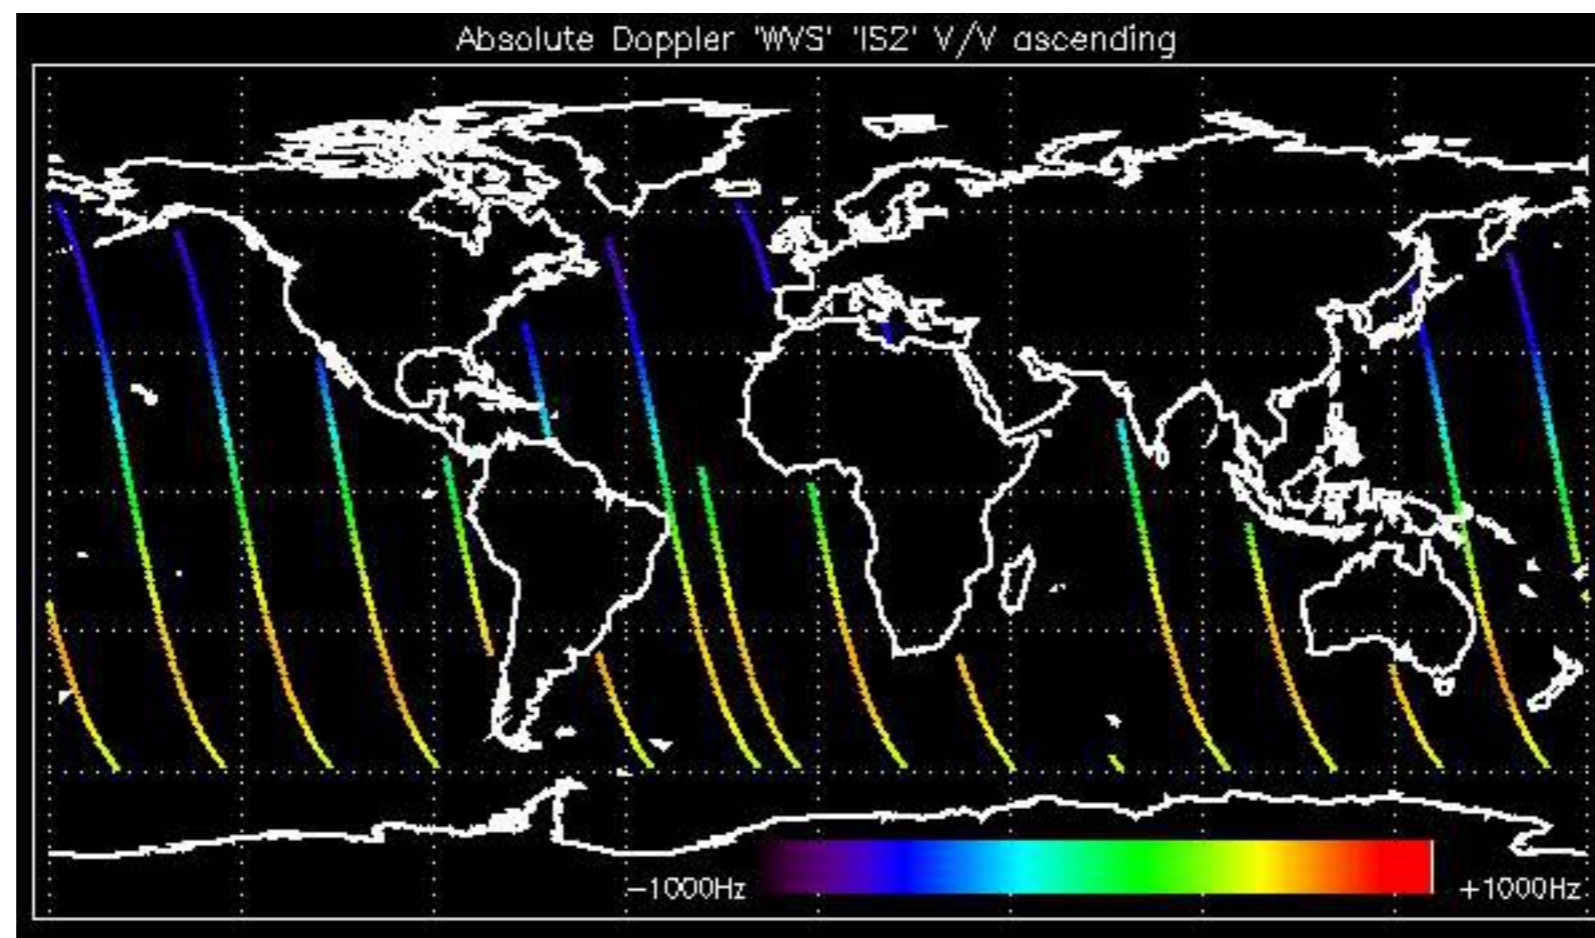 Absolute Doppler 'WVS' 'IS2' V/V ascending
−1000Hz
+1000Hz